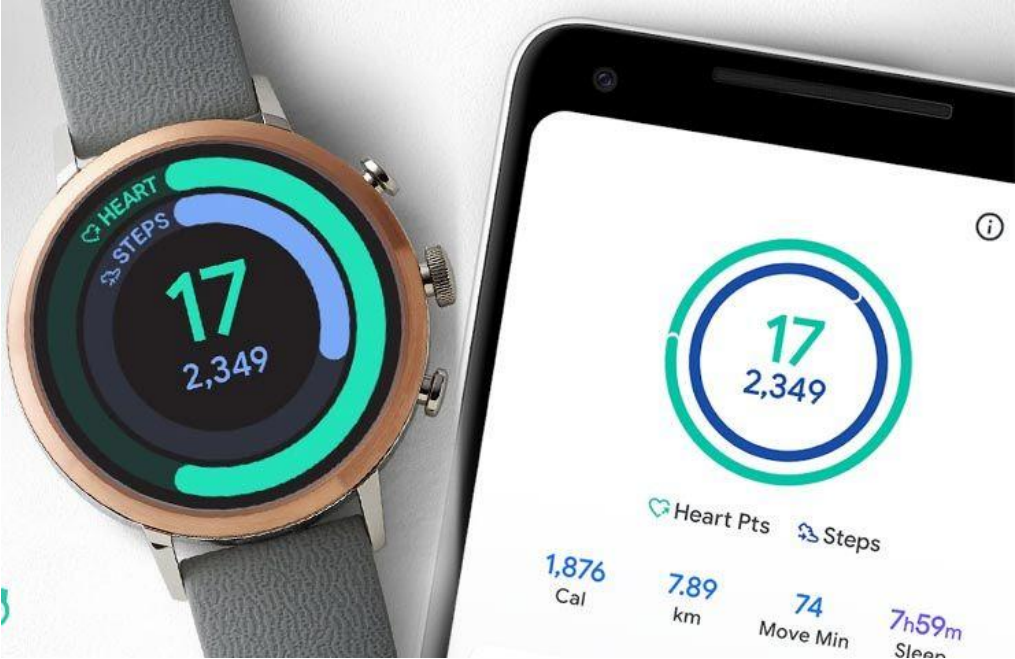 HEART
STEPS
17
2,349
17
2,349
Heart Pts
Steps
1,876
Cal
7.89
km
74
Move Min
7h59m
Sleep